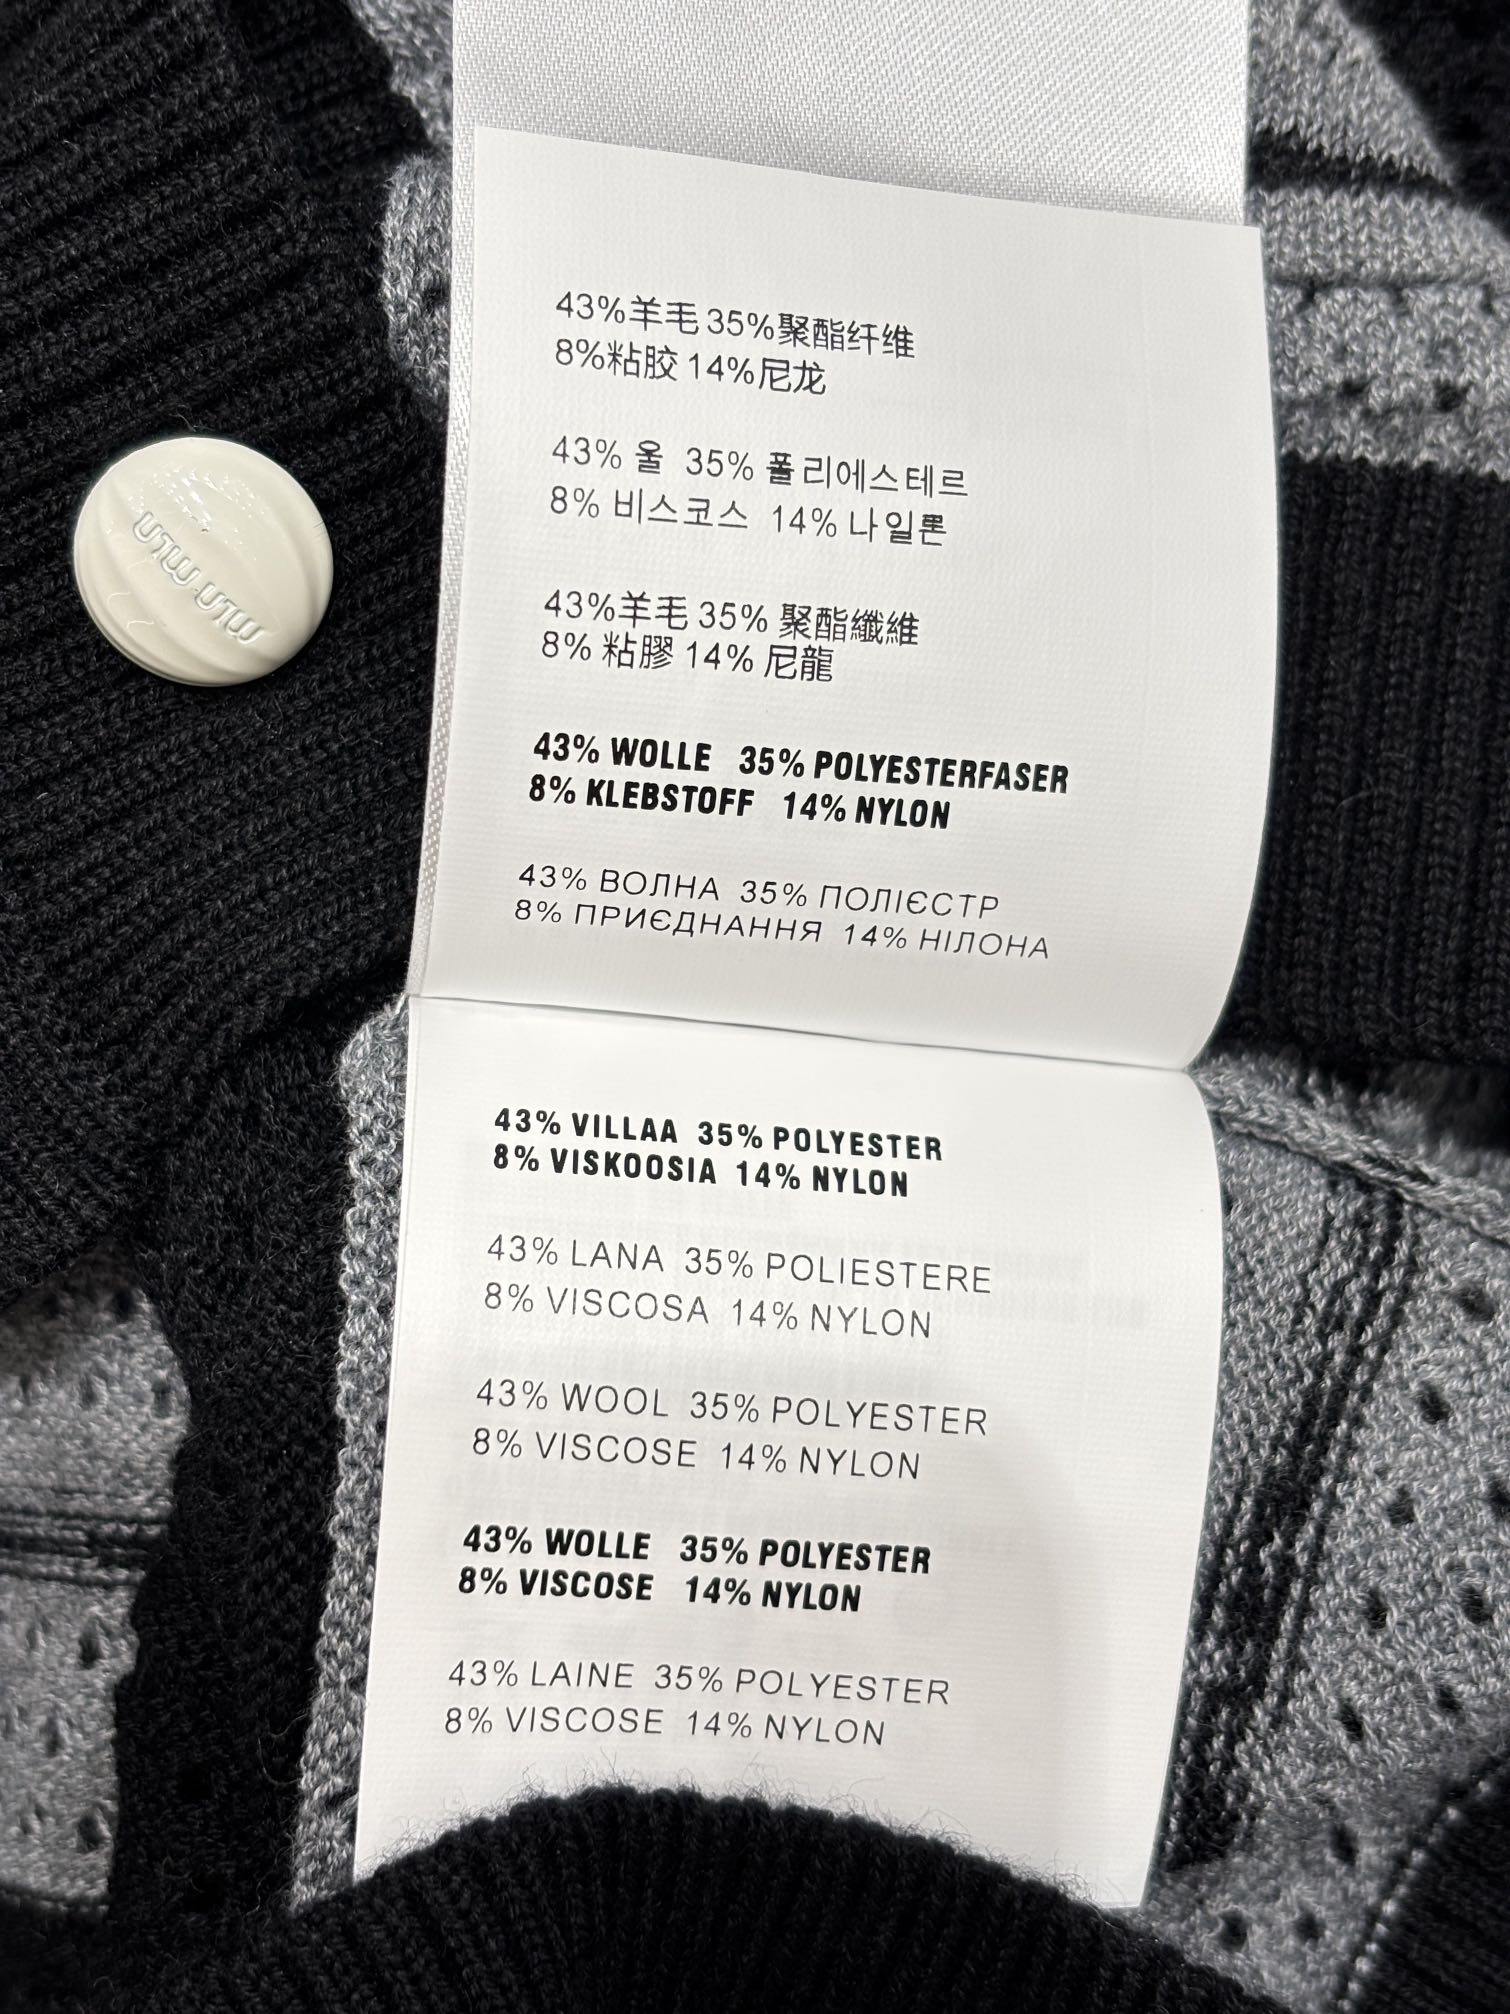 43%羊毛 35%聚酯纤维
8%粘胶 14%尼龙
43% 울 35% 폴리에스테르
8% 비스코스 14% 나일론
43%羊毛 35% 聚酯纖維
8% 粘膠 14% 尼龍
43% WOLLE 35% POLYESTERFASER
8% KLEBSTOFF 14% NYLON
43% ВОЛНА 35% ПОЛІЄСТР
8% ПРИЄДНАННЯ 14% НІЛОНА
43% VILLAA 35% POLYESTER
8% VISKOOSIA 14% NYLON
43% LANA 35% POLIESTERE
8% VISCOSA 14% NYLON
43% WOOL 35% POLYESTER
8% VISCOSE 14% NYLON
43% WOLLE 35% POLYESTER
8% VISCOSE 14% NYLON
43% LAINE 35% POLYESTER
8% VISCOSE 14% NYLON
miu miu